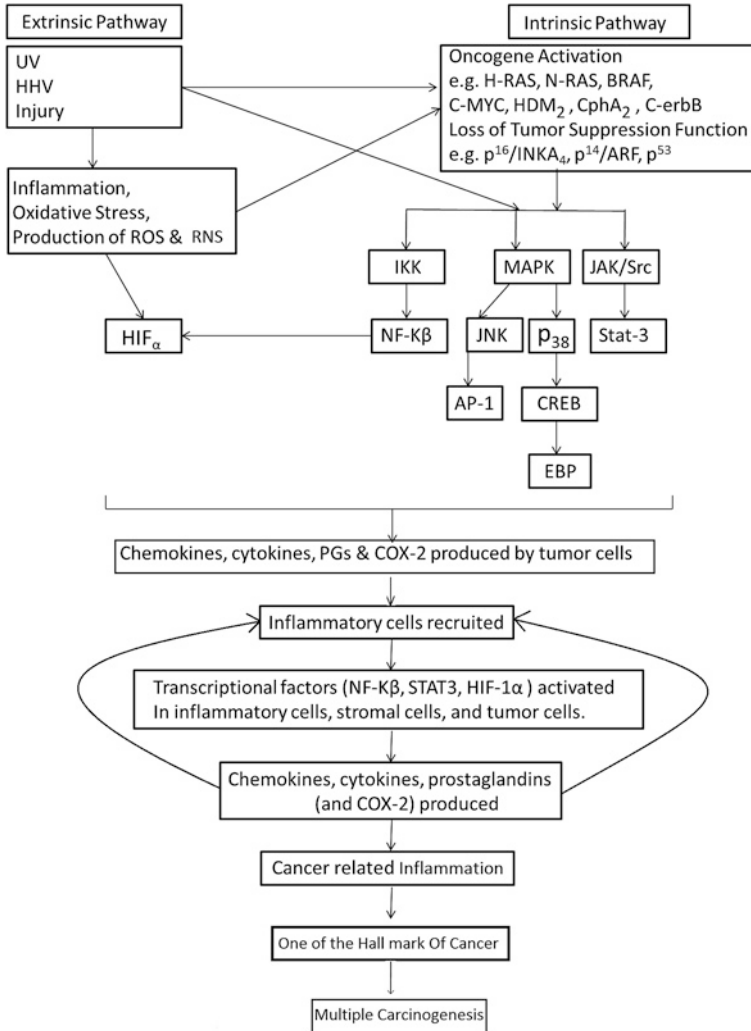 Extrinsic Pathway
Intrinsic Pathway
UV
HHV
Injury
Oncogene Activation
e.g. H-RAS, N-RAS, BRAF,
C-MYC, HDM₂ , CphA₂ , C-erbB
Loss of Tumor Suppression Function
e.g. p¹⁶/INKA₄, p¹⁴/ARF, p⁵³
Inflammation,
Oxidative Stress,
Production of ROS & RNS
IKK
MAPK
JAK/Src
HIFα
NF-Kβ
JNK
p₃₈
Stat-3
AP-1
CREB
EBP
Chemokines, cytokines, PGs & COX-2 produced by tumor cells
Inflammatory cells recruited
Transcriptional factors (NF-Kβ, STAT3, HIF-1α ) activated
In inflammatory cells, stromal cells, and tumor cells.
Chemokines, cytokines, prostaglandins
(and COX-2) produced
Cancer related Inflammation
One of the Hall mark Of Cancer
Multiple Carcinogenesis